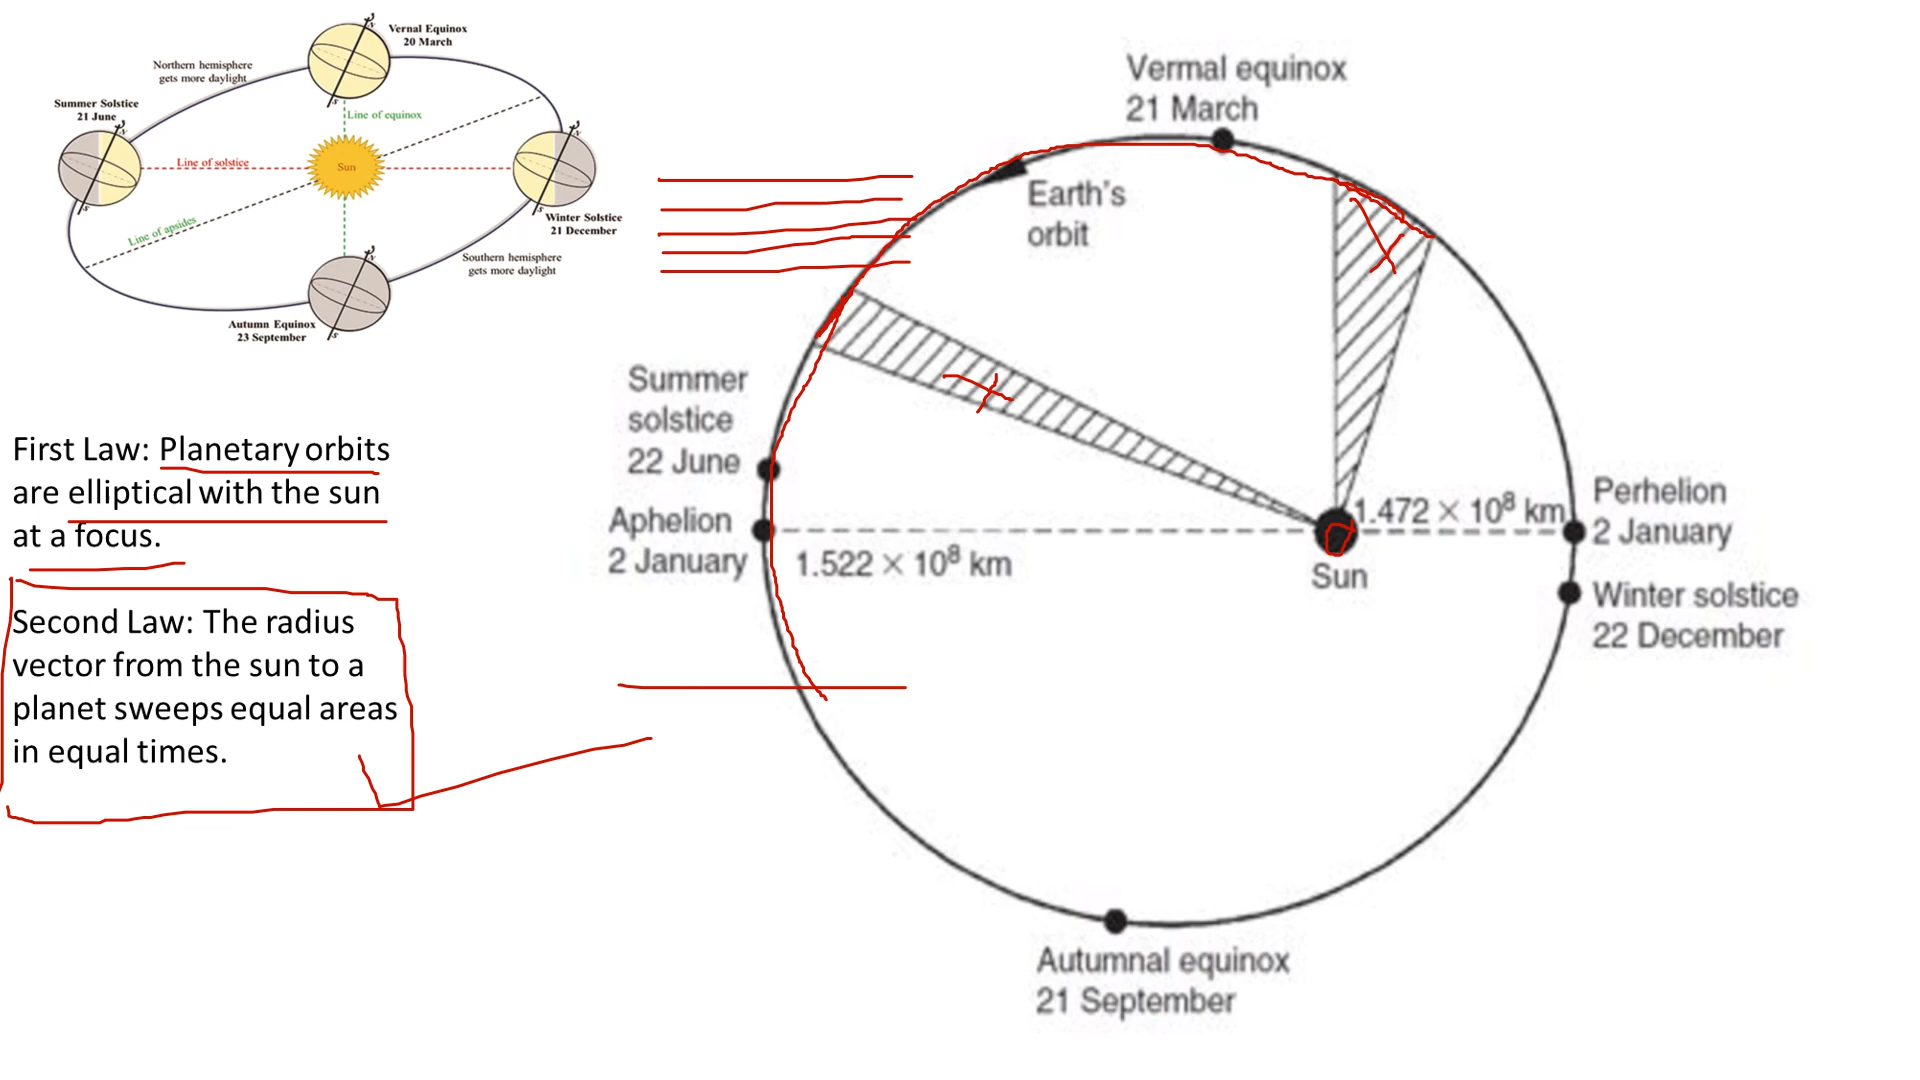 Vernal Equinox
20 March
Northern hemisphere
gets more daylight
Summer Solstice
21 June
Line of equinox
Line of solstice
Sun
Line of apsides
Winter Solstice
21 December
Southern hemisphere
gets more daylight
Autumn Equinox
23 September
First Law: Planetary orbits
are elliptical with the sun
at a focus.
Second Law: The radius
vector from the sun to a
planet sweeps equal areas
in equal times.
Vermal equinox
21 March
Earth's
orbit
Summer
solstice
22 June
Aphelion
2 January
1.522 × 10⁸ km
1.472 × 10⁸ km
Sun
Perhelion
2 January
Winter solstice
22 December
Autumnal equinox
21 September